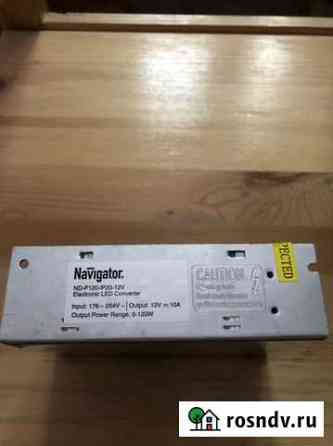 Navigator.
ND-P120-IP20-12V
Electronic LED Converter
Input: 176 – 264V ~ Output: 12V ⎓ 10A
Output Power Range: 0-120W
CAUTION
PECTED
rosndv.ru